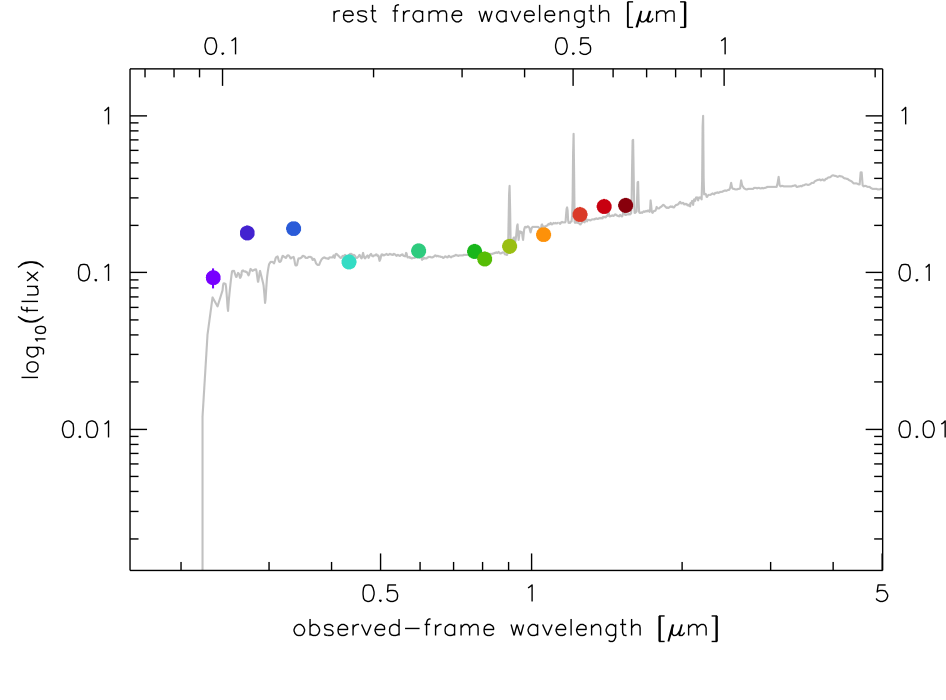 rest frame wavelength [μm]
0.1 0.5 1
1 1
0.1 0.1
0.01 0.01
log10(flux)
0.5 1 5
observed-frame wavelength [μm]